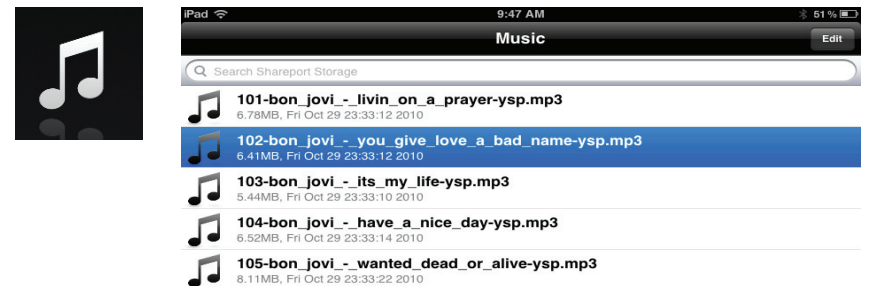 iPad 9:47 AM 51 %
Music
Edit
Search Shareport Storage
101-bon_jovi_-_livin_on_a_prayer-ysp.mp3
6.78MB, Fri Oct 29 23:33:12 2010
102-bon_jovi_-_you_give_love_a_bad_name-ysp.mp3
6.41MB, Fri Oct 29 23:33:12 2010
103-bon_jovi_-_its_my_life-ysp.mp3
5.44MB, Fri Oct 29 23:33:10 2010
104-bon_jovi_-_have_a_nice_day-ysp.mp3
6.52MB, Fri Oct 29 23:33:14 2010
105-bon_jovi_-_wanted_dead_or_alive-ysp.mp3
8.11MB, Fri Oct 29 23:33:22 2010